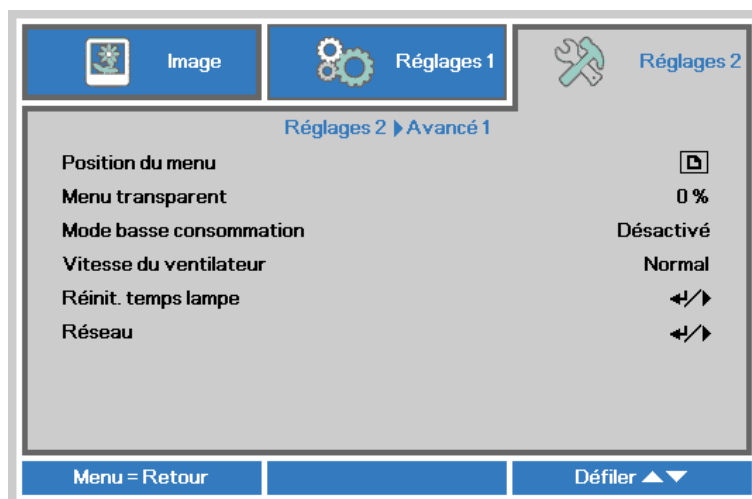 Image
Réglages 1
Réglages 2
Réglages 2 Avancé 1
Position du menu
Menu transparent 0 %
Mode basse consommation Désactivé
Vitesse du ventilateur Normal
Réinit. temps lampe
Réseau
Menu = Retour
Défiler